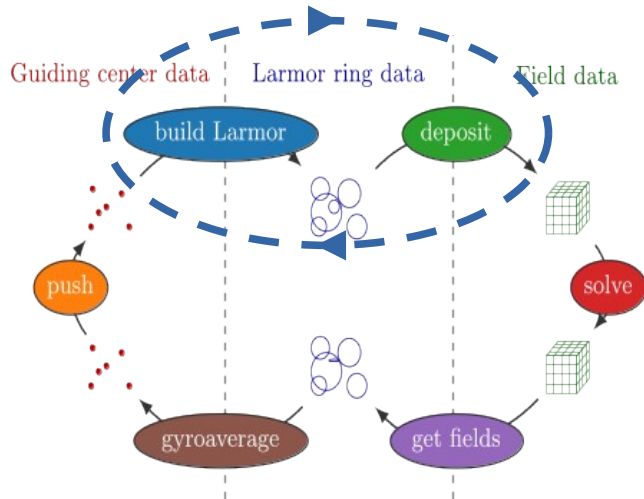 Guiding center data
Larmor ring data
Field data
build Larmor
deposit
push
solve
gyroaverage
get fields